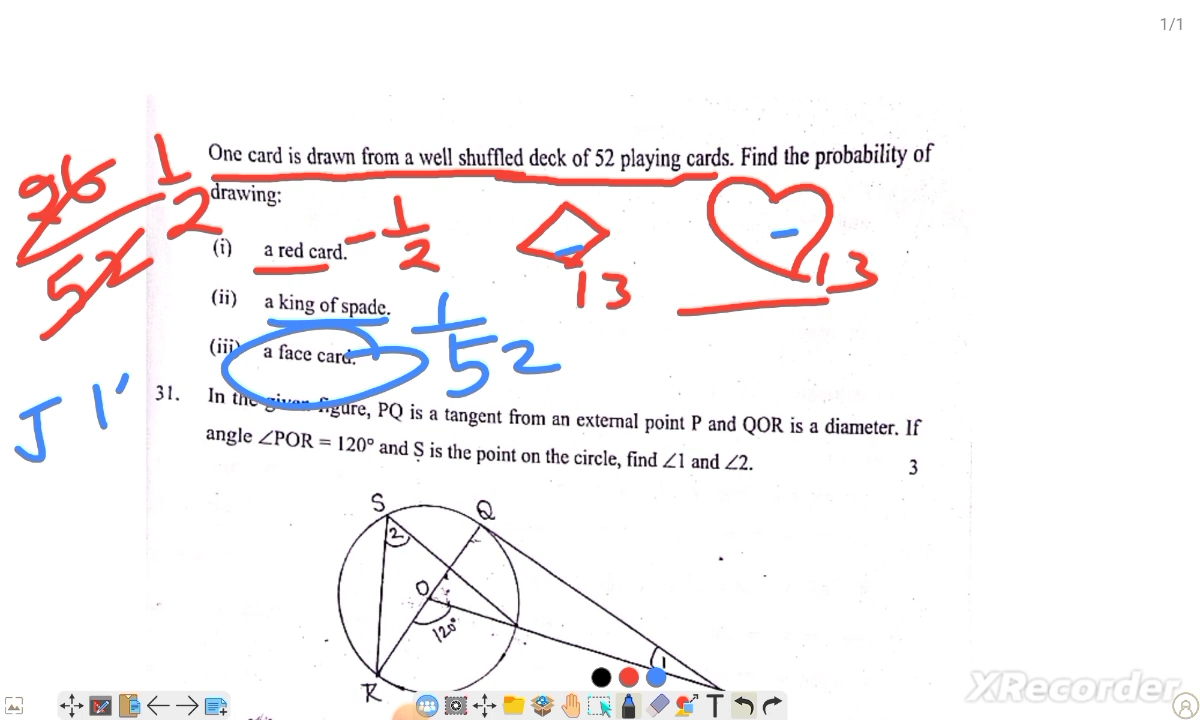 1/1
One card is drawn from a well shuffled deck of 52 playing cards. Find the probability of
drawing:
26
52
1
2
(i) a red card. - 1/2
13
13
(ii) a king of spade. 1/52
(iii) a face card.
J
31. In the given figure, PQ is a tangent from an external point P and QOR is a diameter. If
angle ∠POR = 120° and S is the point on the circle, find ∠1 and ∠2.
3
S
Q
2
O
120°
1
R
T
XRecorder